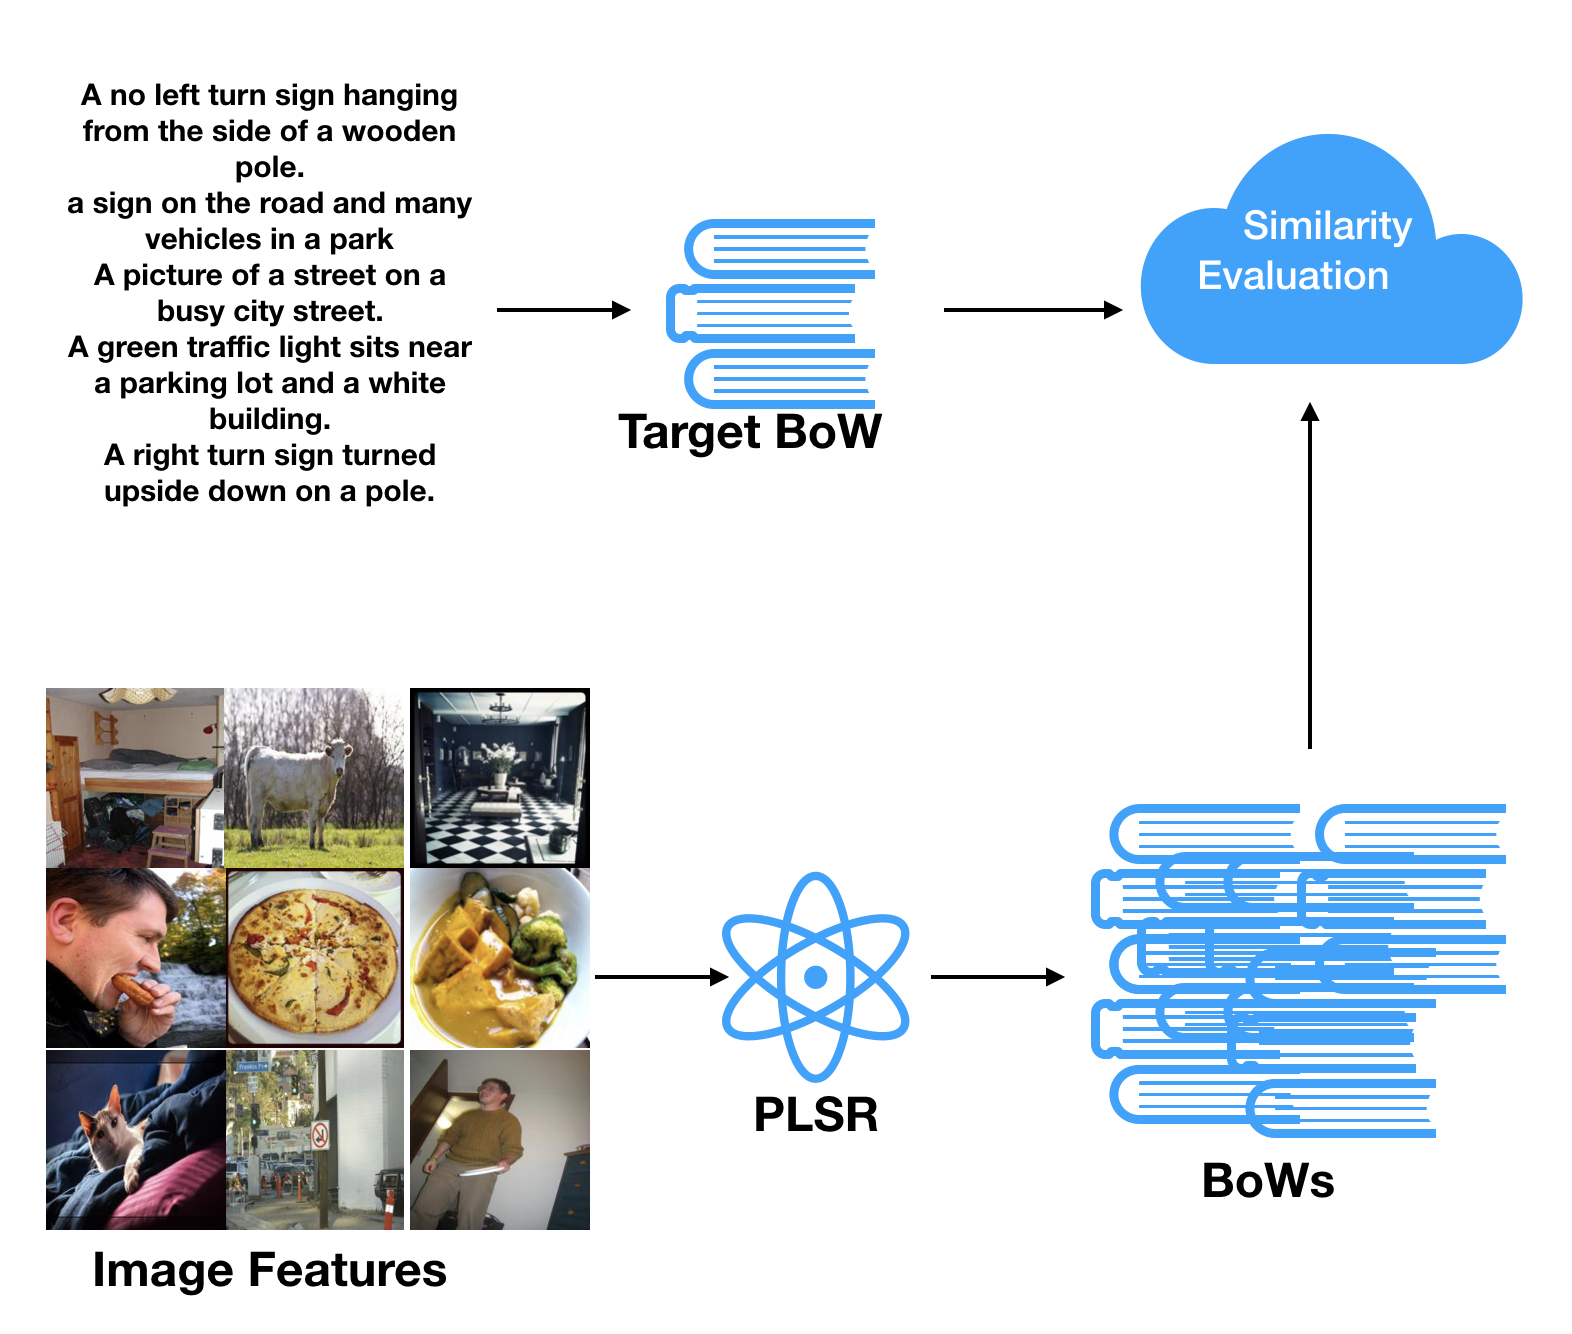 A no left turn sign hanging
from the side of a wooden
pole.
a sign on the road and many
vehicles in a park
A picture of a street on a
busy city street.
A green traffic light sits near
a parking lot and a white
building.
A right turn sign turned
upside down on a pole.
Target BoW
Similarity
Evaluation
Image Features
PLSR
BoWs